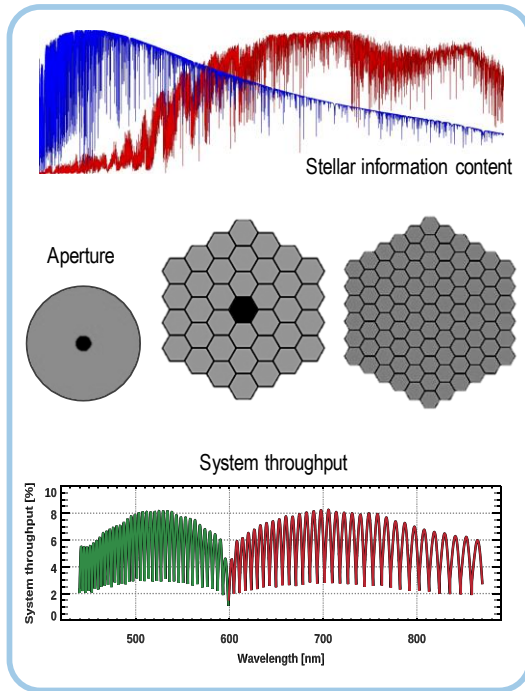 Stellar information content
Aperture
System throughput
System throughput [%]
10
8
6
4
2
0
500 600 700 800
Wavelength [nm]